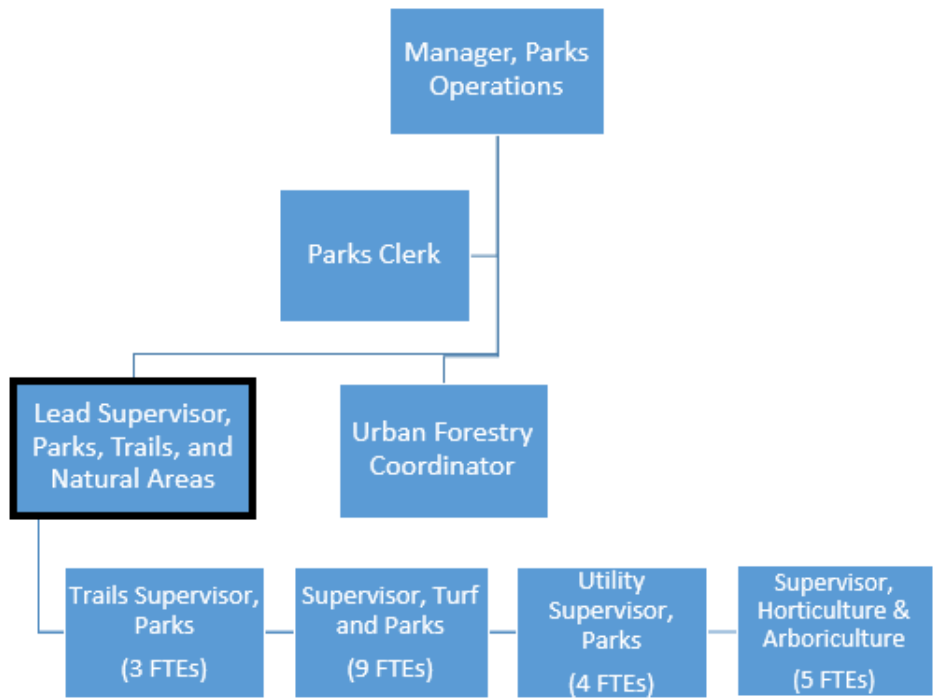 Manager, Parks
Operations
Parks Clerk
Lead Supervisor,
Parks, Trails, and
Natural Areas
Urban Forestry
Coordinator
Trails Supervisor,
Parks
(3 FTEs)
Supervisor, Turf
and Parks
(9 FTEs)
Utility
Supervisor,
Parks
(4 FTEs)
Supervisor,
Horticulture &
Arboriculture
(5 FTEs)